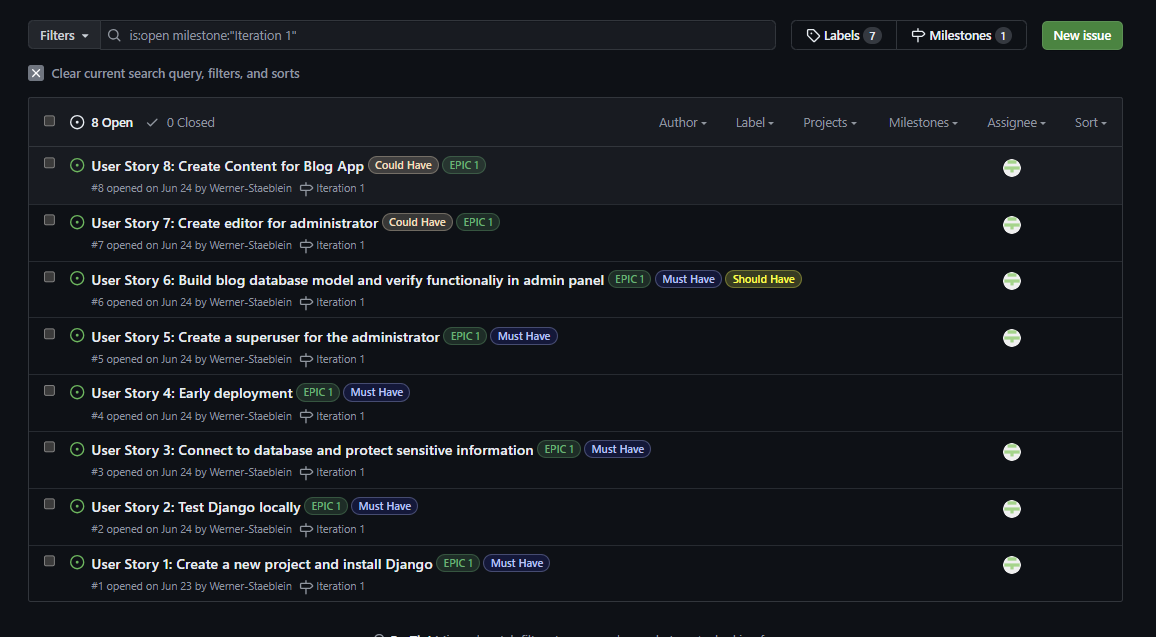 Filters is:open milestone:"Iteration 1" Labels 7 Milestones 1 New issue
Clear current search query, filters, and sorts
8 Open 0 Closed Author Label Projects Milestones Assignee Sort
User Story 8: Create Content for Blog App Could Have EPIC 1
#8 opened on Jun 24 by Werner-Staeblein Iteration 1
User Story 7: Create editor for administrator Could Have EPIC 1
#7 opened on Jun 24 by Werner-Staeblein Iteration 1
User Story 6: Build blog database model and verify functionaliy in admin panel EPIC 1 Must Have Should Have
#6 opened on Jun 24 by Werner-Staeblein Iteration 1
User Story 5: Create a superuser for the administrator EPIC 1 Must Have
#5 opened on Jun 24 by Werner-Staeblein Iteration 1
User Story 4: Early deployment EPIC 1 Must Have
#4 opened on Jun 24 by Werner-Staeblein Iteration 1
User Story 3: Connect to database and protect sensitive information EPIC 1 Must Have
#3 opened on Jun 24 by Werner-Staeblein Iteration 1
User Story 2: Test Django locally EPIC 1 Must Have
#2 opened on Jun 24 by Werner-Staeblein Iteration 1
User Story 1: Create a new project and install Django EPIC 1 Must Have
#1 opened on Jun 23 by Werner-Staeblein Iteration 1